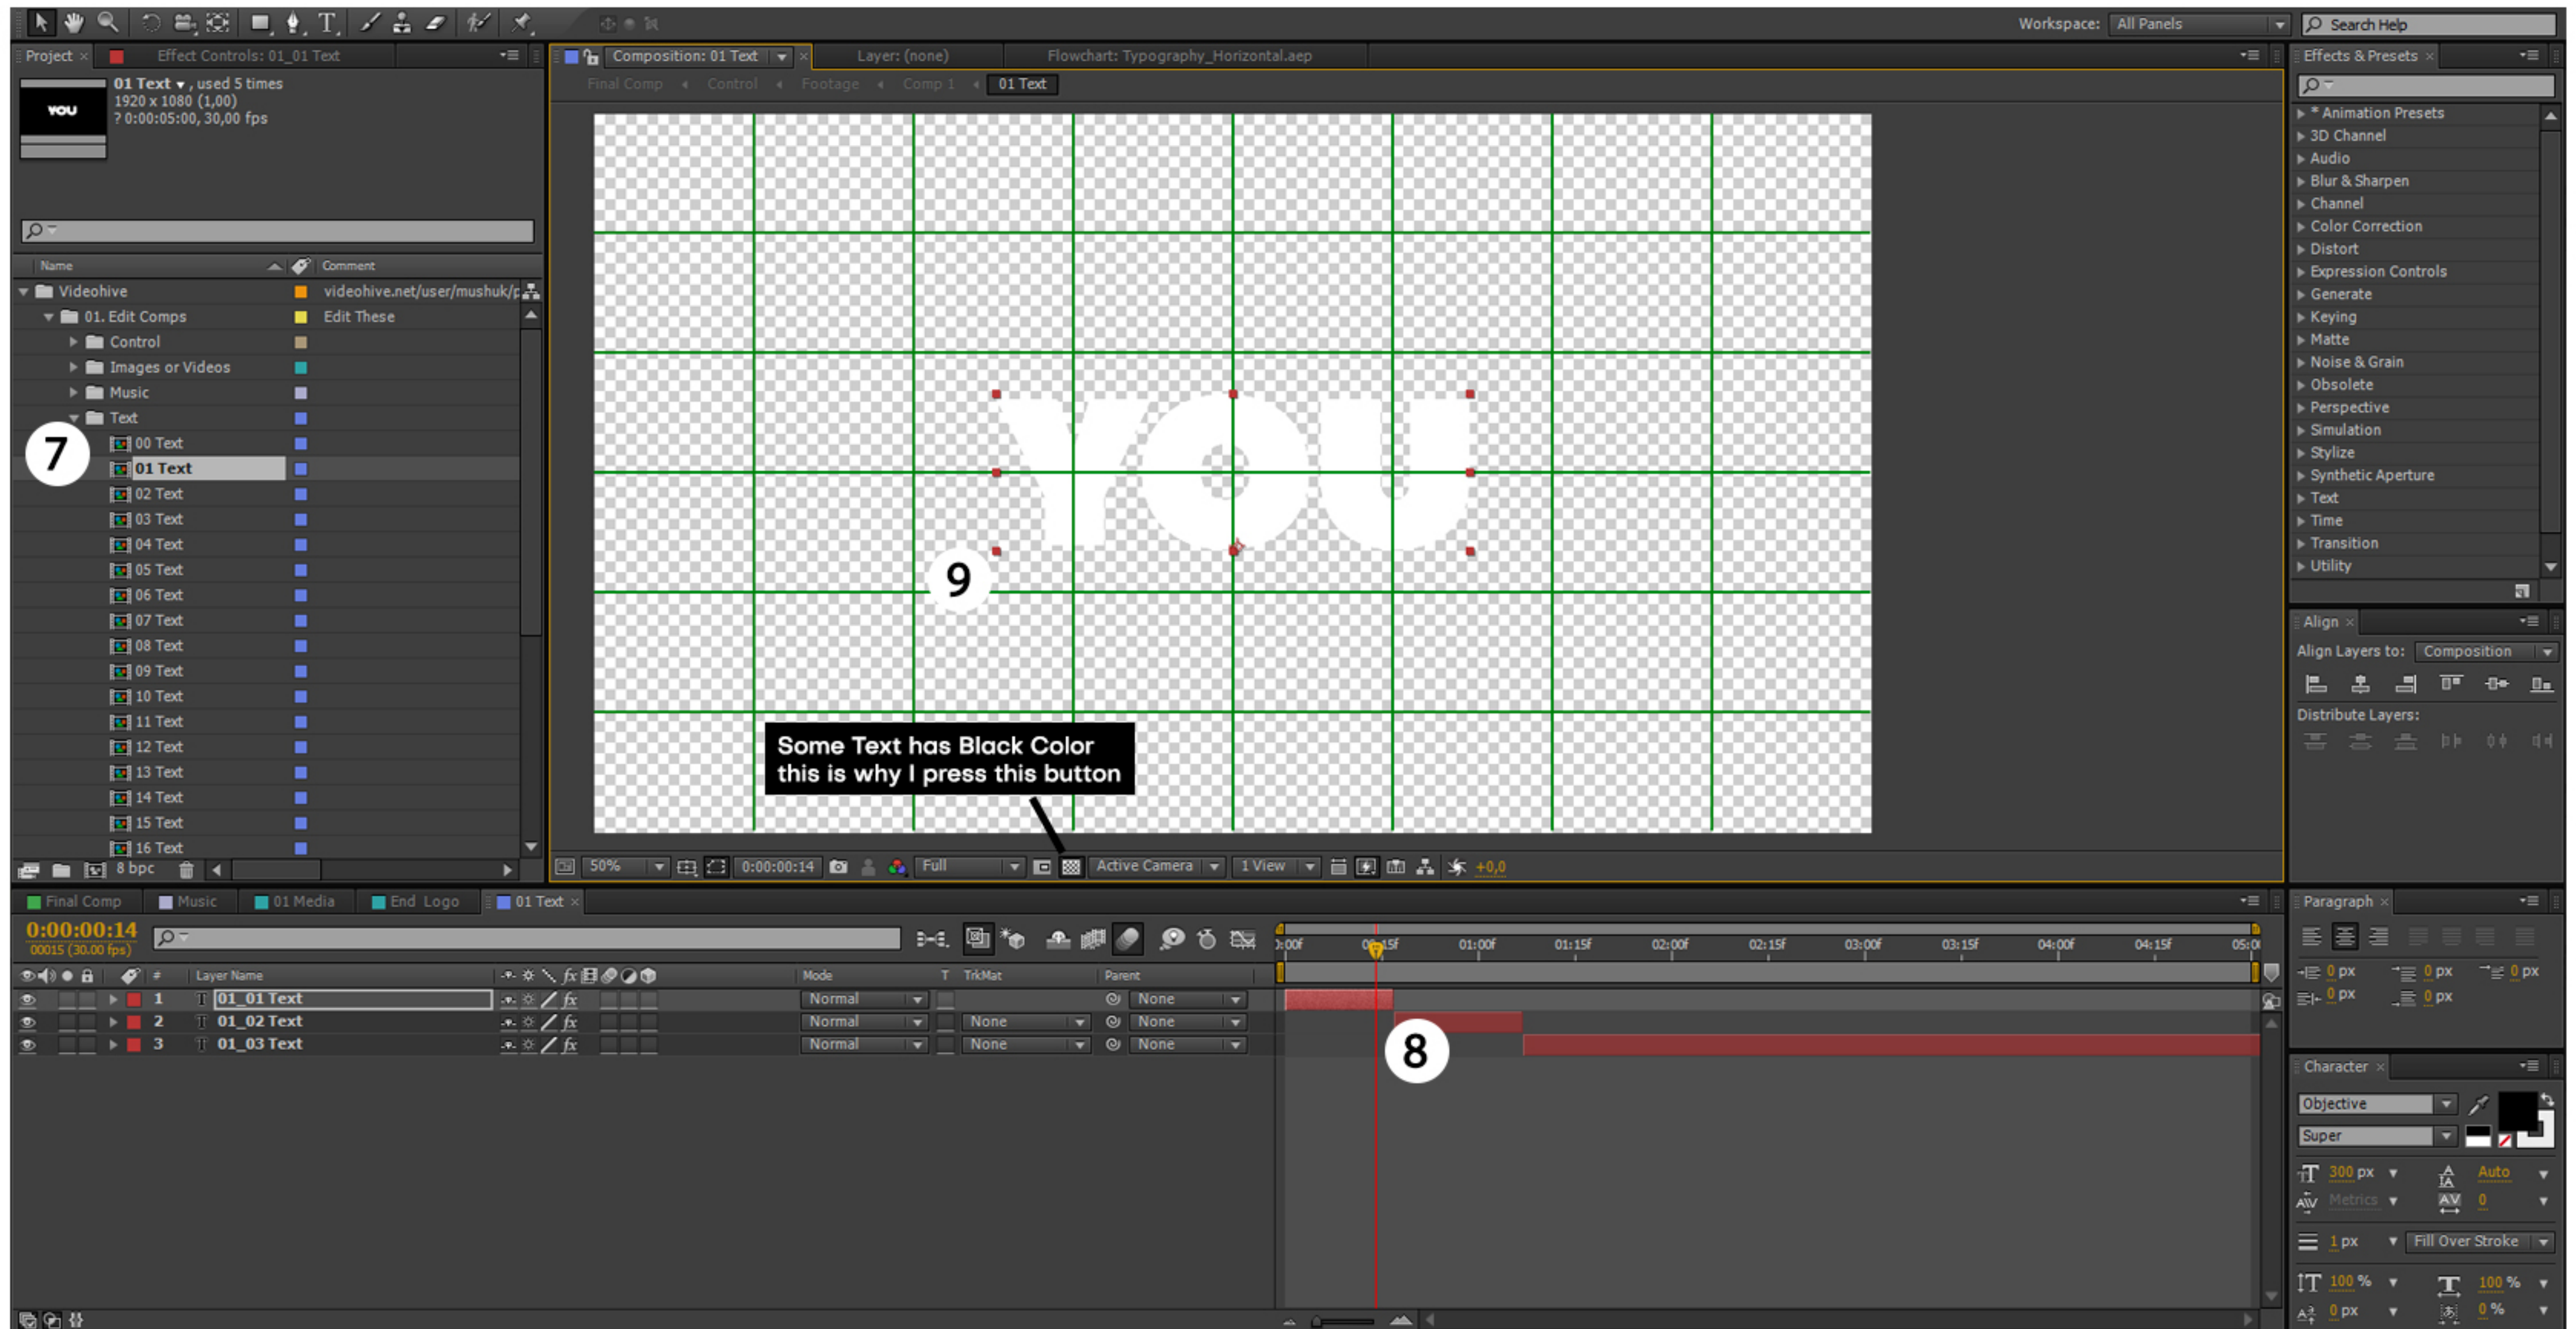 Workspace: All Panels
Search Help
Project
Effect Controls: 01_01 Text
Composition: 01 Text
Layer: (none)
Flowchart: Typography_Horizontal.aep
Effects & Presets
YOU
01 Text , used 5 times
1920 x 1080 (1,00)
? 0:00:05:00, 30,00 fps
Final Comp
Control
Footage
Comp 1
01 Text
* Animation Presets
3D Channel
Audio
Blur & Sharpen
Channel
Color Correction
Distort
Expression Controls
Generate
Keying
Matte
Noise & Grain
Obsolete
Perspective
Simulation
Stylize
Synthetic Aperture
Text
Time
Transition
Utility
Name
Comment
Videohive
videohive.net/user/mushuk/p
01. Edit Comps
Edit These
Control
Images or Videos
Music
Text
7
00 Text
01 Text
02 Text
03 Text
04 Text
05 Text
06 Text
07 Text
08 Text
09 Text
10 Text
11 Text
12 Text
13 Text
14 Text
15 Text
16 Text
8 bpc
YOU
9
Some Text has Black Color
this is why I press this button
50%
0:00:00:14
Full
Active Camera
1 View
+0,0
Align
Align Layers to: Composition
Distribute Layers:
Final Comp
Music
01 Media
End Logo
01 Text
0:00:00:14
00015 (30.00 fps)
# Layer Name
Mode
T TrkMat
Parent
1 01_01 Text Normal None
2 01_02 Text Normal None None
3 01_03 Text Normal None None
01:00f
01:15f
02:00f
02:15f
03:00f
03:15f
04:00f
04:15f
8
Paragraph
0 px 0 px 0 px
0 px 0 px
Character
Objective
Super
300 px Auto
Metrics 0
1 px Fill Over Stroke
100 % 100 %
0 px 0 %